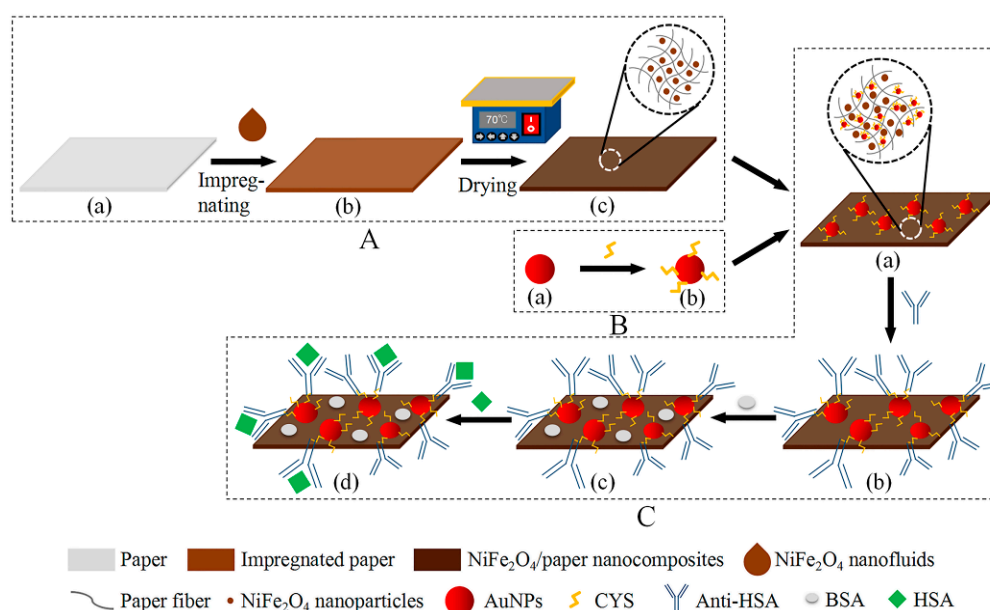 70℃
Impreg-
nating
Drying
(a)
(b)
(c)
A
(a)
(b)
B
(a)
(b)
(c)
(d)
C
Paper
Impregnated paper
NiFe₂O₄/paper nanocomposites
NiFe₂O₄ nanofluids
Paper fiber
NiFe₂O₄ nanoparticles
AuNPs
CYS
Anti-HSA
BSA
HSA